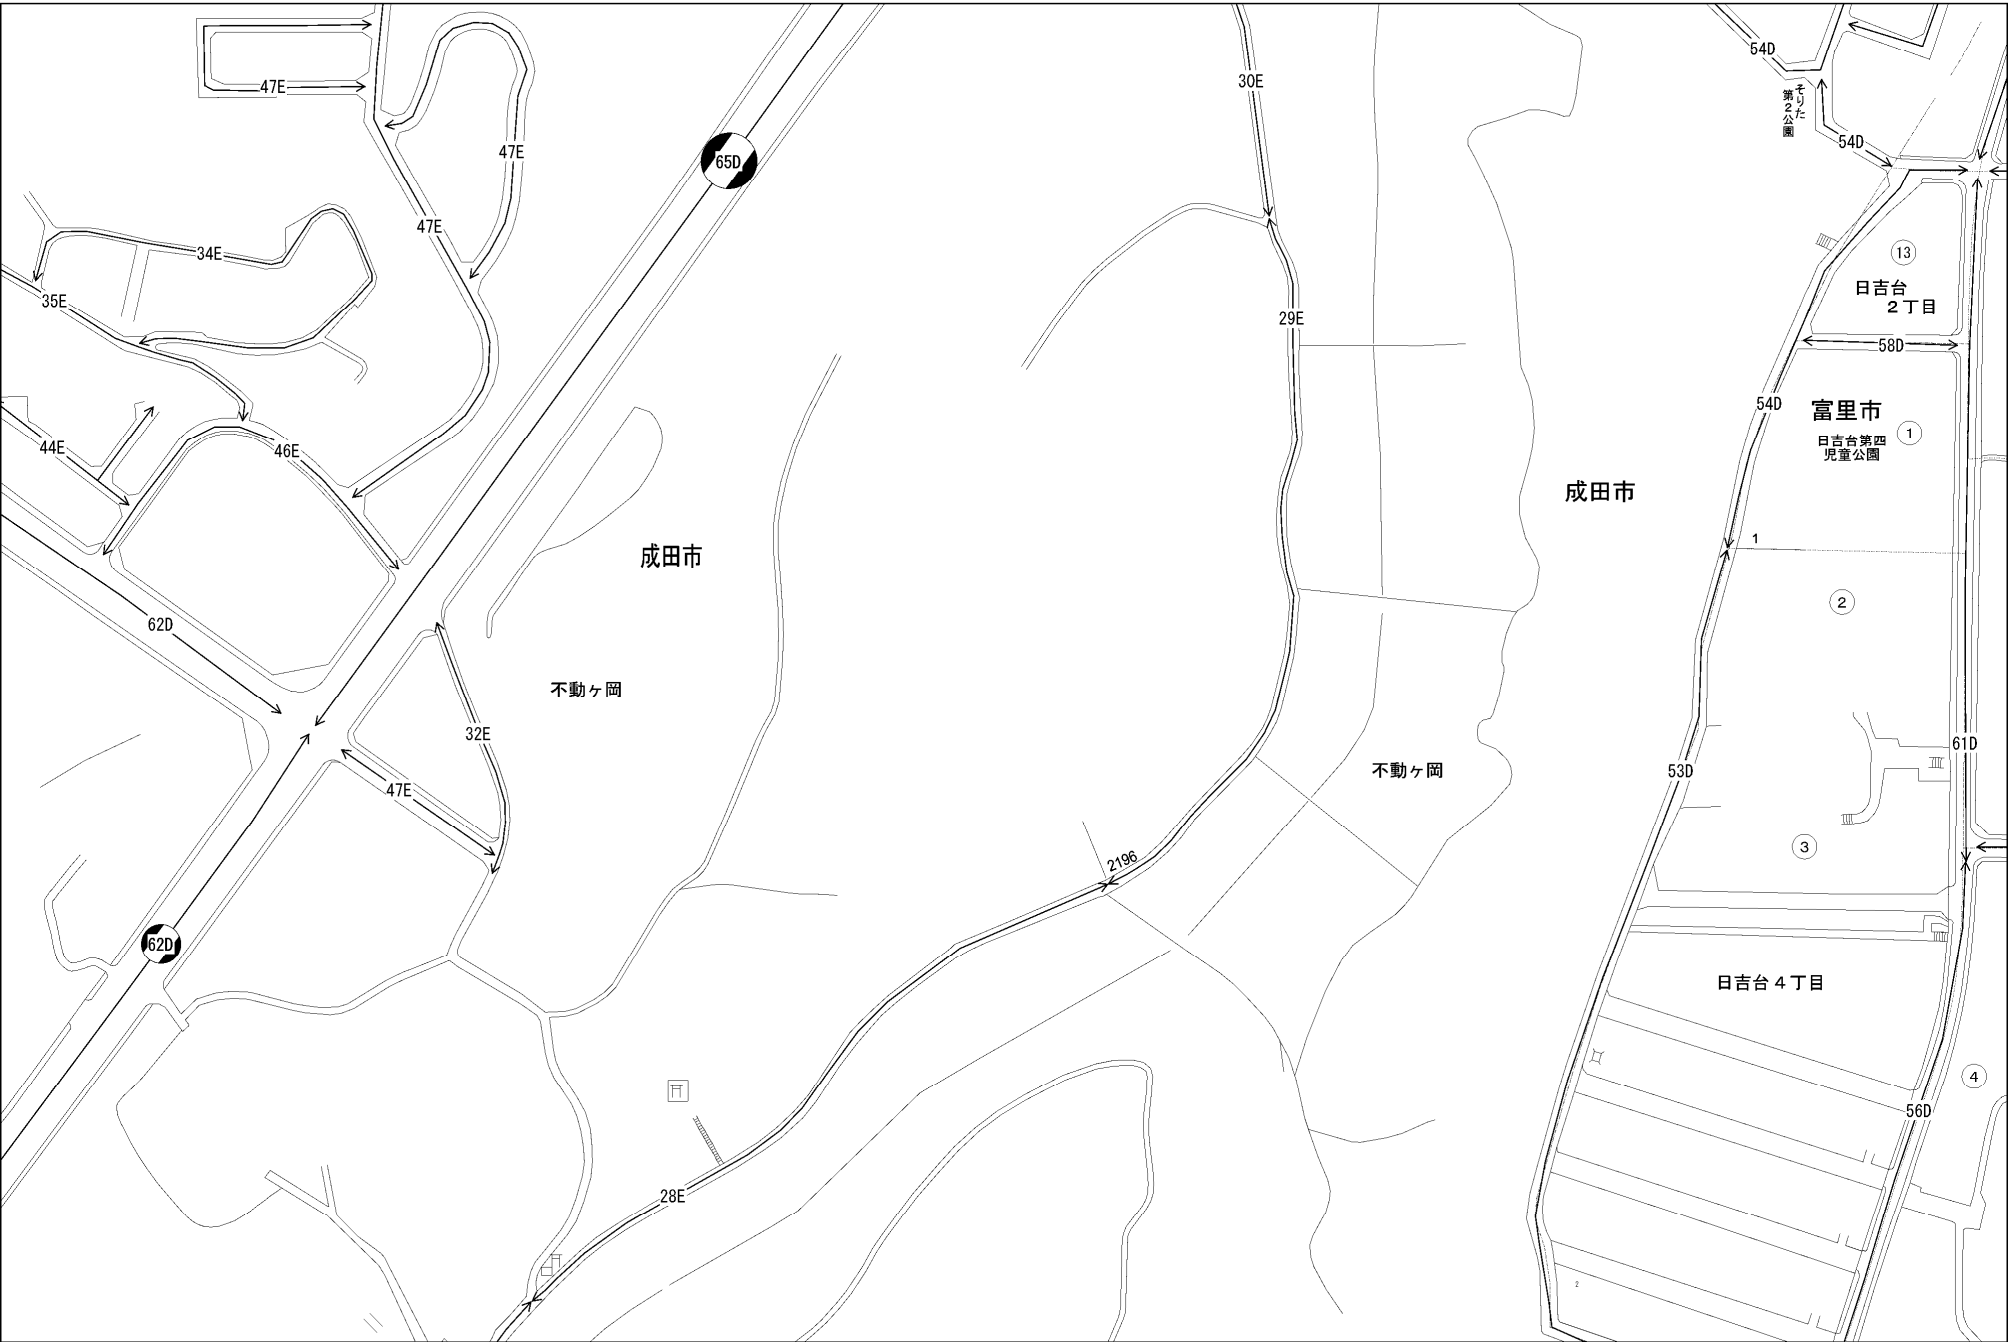 54D
30E
47E
そりた
第2公園
54D
47E
65D
47E
34E
13
35E
日吉台
2丁目
29E
58D
54D
富里市
1
日吉台第四
児童公園
44E
46E
成田市
1
成田市
2
62D
不動ヶ岡
32E
61D
不動ヶ岡
53D
47E
3
2196
62D
日吉台4丁目
4
56D
28E
2